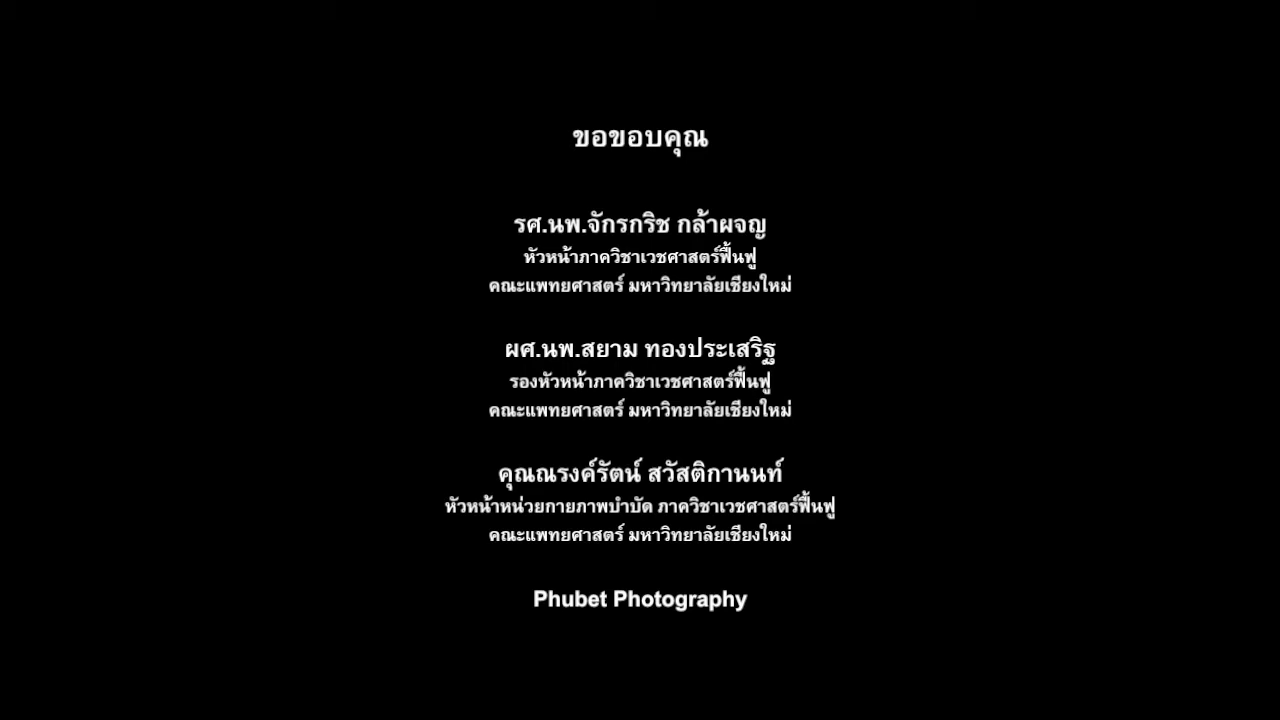 ขอขอบคุณ
รศ.นพ.จักรกริช กล้าผจญ
หัวหน้าภาควิชาเวชศาสตร์ฟื้นฟู
คณะแพทยศาสตร์ มหาวิทยาลัยเชียงใหม่
ผศ.นพ.สยาม ทองประเสริฐ
รองหัวหน้าภาควิชาเวชศาสตร์ฟื้นฟู
คณะแพทยศาสตร์ มหาวิทยาลัยเชียงใหม่
คุณณรงค์รัตน์ สวัสติกานนท์
หัวหน้าหน่วยกายภาพบำบัด ภาควิชาเวชศาสตร์ฟื้นฟู
คณะแพทยศาสตร์ มหาวิทยาลัยเชียงใหม่
Phubet Photography